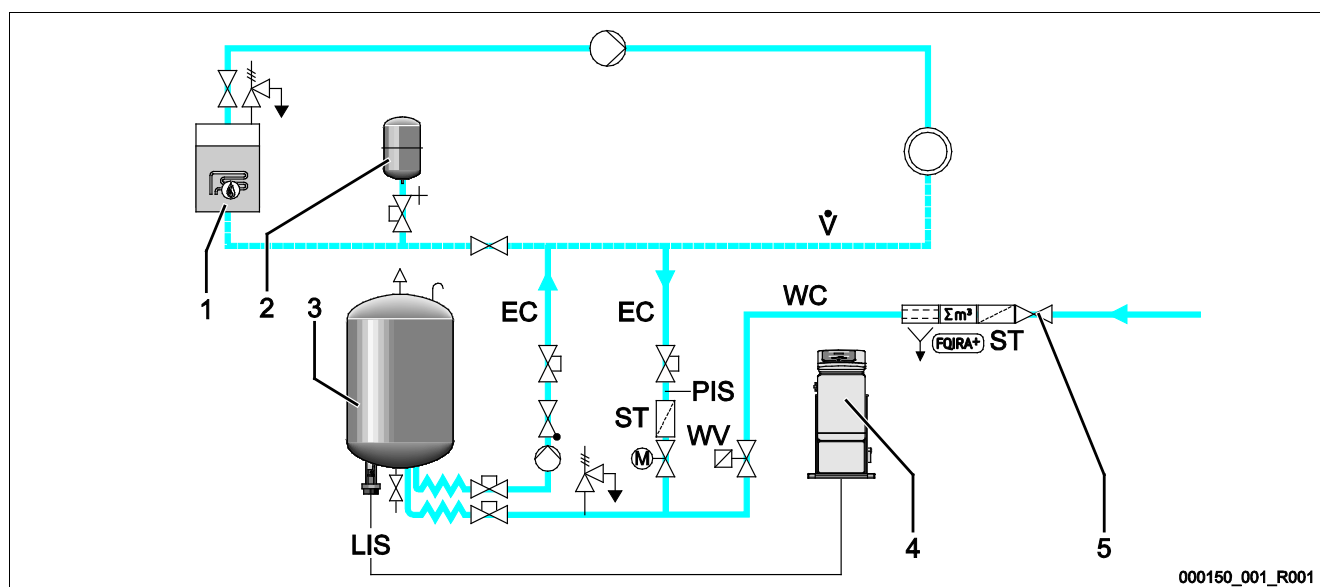 V̇
1
2
3
EC
EC
WC
Σm³
FQIRA⁺
ST
PIS
ST
WV
M
LIS
4
5
000150_001_R001